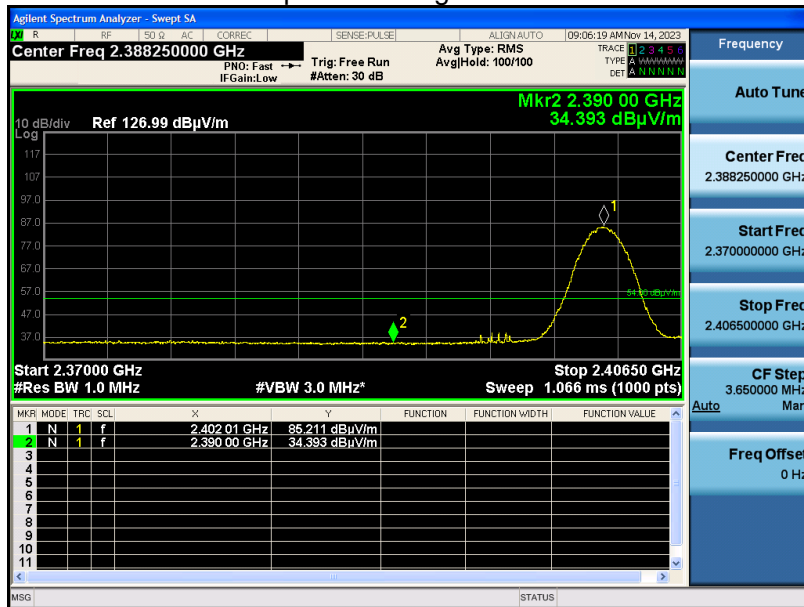 Agilent Spectrum Analyzer - Swept SA
LXI R RF 50 Ω AC CORREC SENSE:PULSE ALIGN AUTO 09:06:19 AM Nov 14, 2023
Center Freq 2.388250000 GHz Avg Type: RMS TRACE 1 2 3 4 5 6
PNO: Fast Trig: Free Run Avg|Hold: 100/100 TYPE A WWWWW
IFGain:Low #Atten: 30 dB DET A N N N N N
Mkr2 2.390 00 GHz
10 dB/div Ref 126.99 dBµV/m 34.393 dBµV/m
Log
117
107
97.0
87.0
77.0
67.0
57.0
47.0
37.0
1
54.00 dBµV/m
2
Start 2.37000 GHz Stop 2.40650 GHz
#Res BW 1.0 MHz #VBW 3.0 MHz* Sweep 1.066 ms (1000 pts)
MKR MODE TRC SCL X Y FUNCTION FUNCTION WIDTH FUNCTION VALUE
1 N 1 f 2.402 01 GHz 85.211 dBµV/m
2 N 1 f 2.390 00 GHz 34.393 dBµV/m
3
4
5
6
7
8
9
10
11
MSG STATUS
Frequency
Auto Tune
Center Freq
2.388250000 GHz
Start Freq
2.370000000 GHz
Stop Freq
2.406500000 GHz
CF Step
3.650000 MHz
Auto Man
Freq Offset
0 Hz